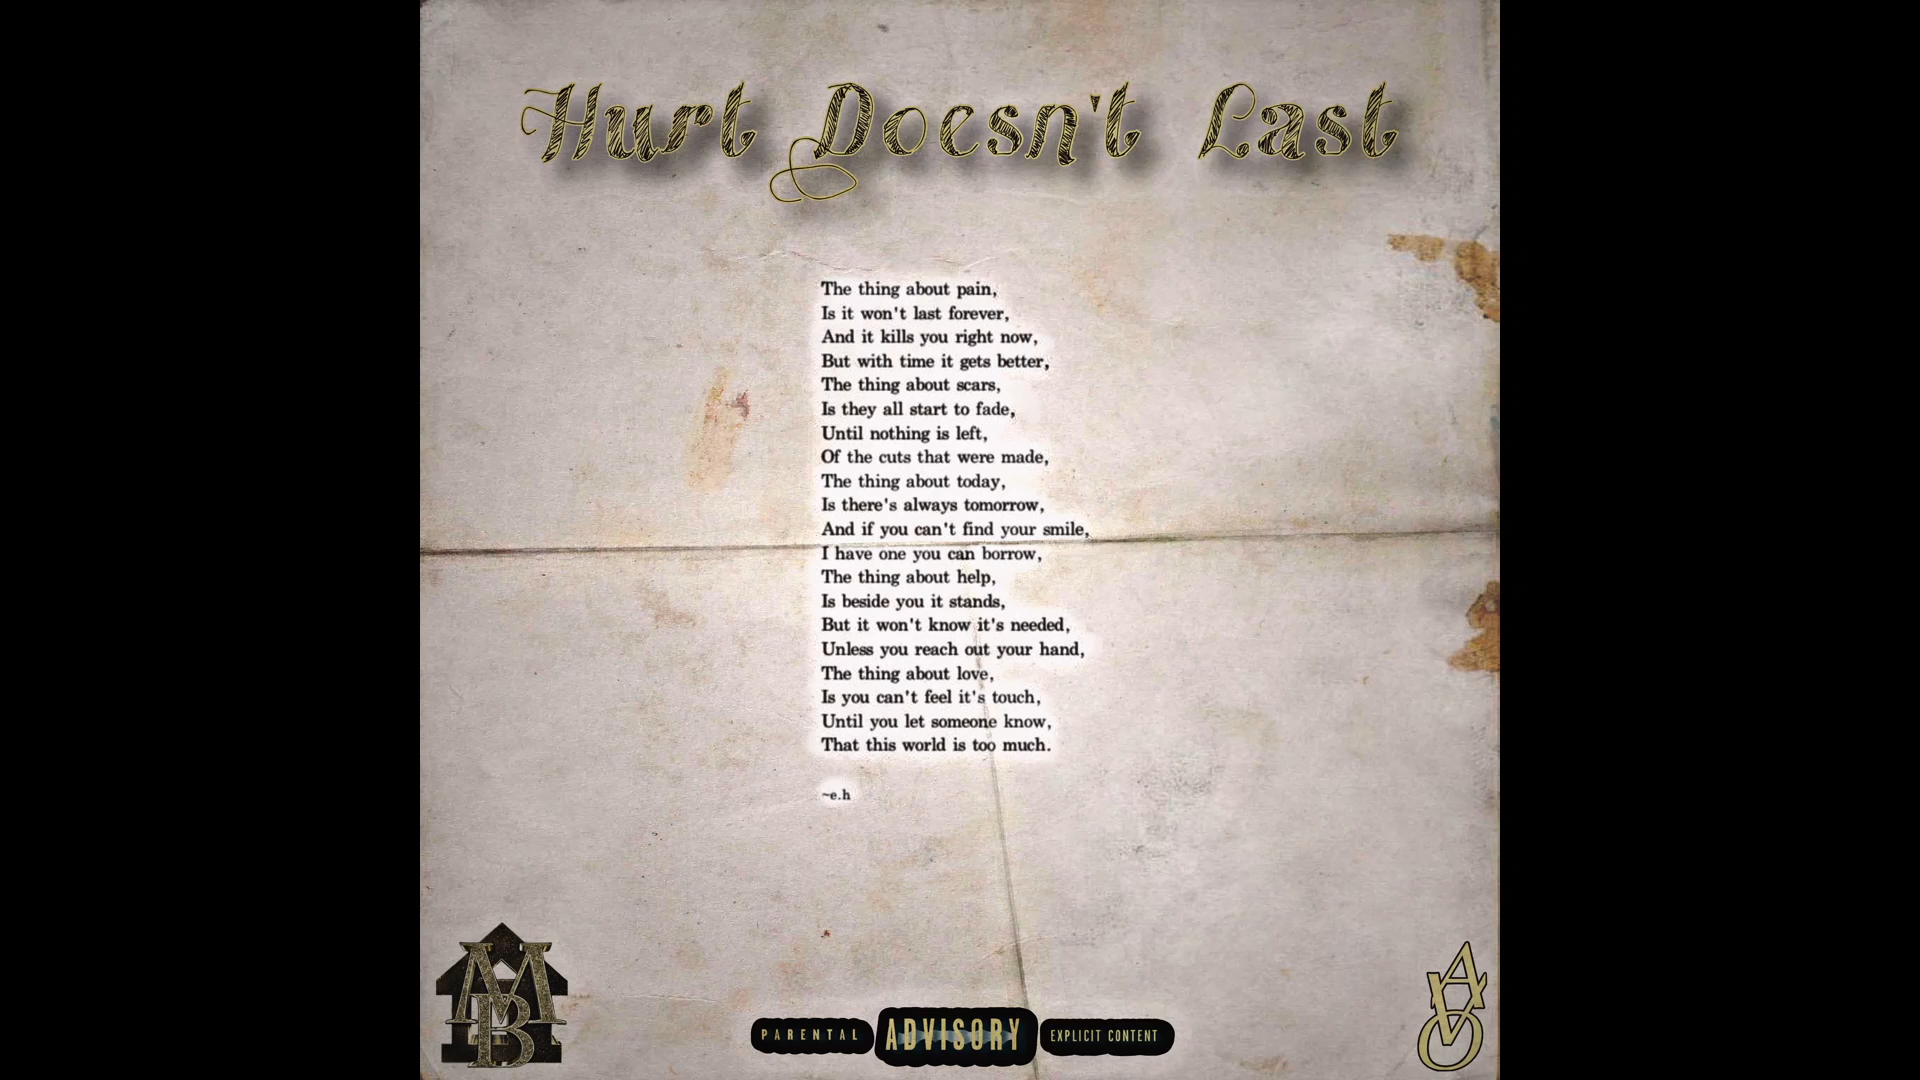 Hurt Doesn't Last
The thing about pain,
Is it won't last forever,
And it kills you right now,
But with time it gets better,
The thing about scars,
Is they all start to fade,
Until nothing is left,
Of the cuts that were made,
The thing about today,
Is there's always tomorrow,
And if you can't find your smile,
I have one you can borrow,
The thing about help,
Is beside you it stands,
But it won't know it's needed,
Unless you reach out your hand,
The thing about love,
Is you can't feel it's touch,
Until you let someone know,
That this world is too much.
~e.h
MB
PARENTAL ADVISORY EXPLICIT CONTENT
AVO